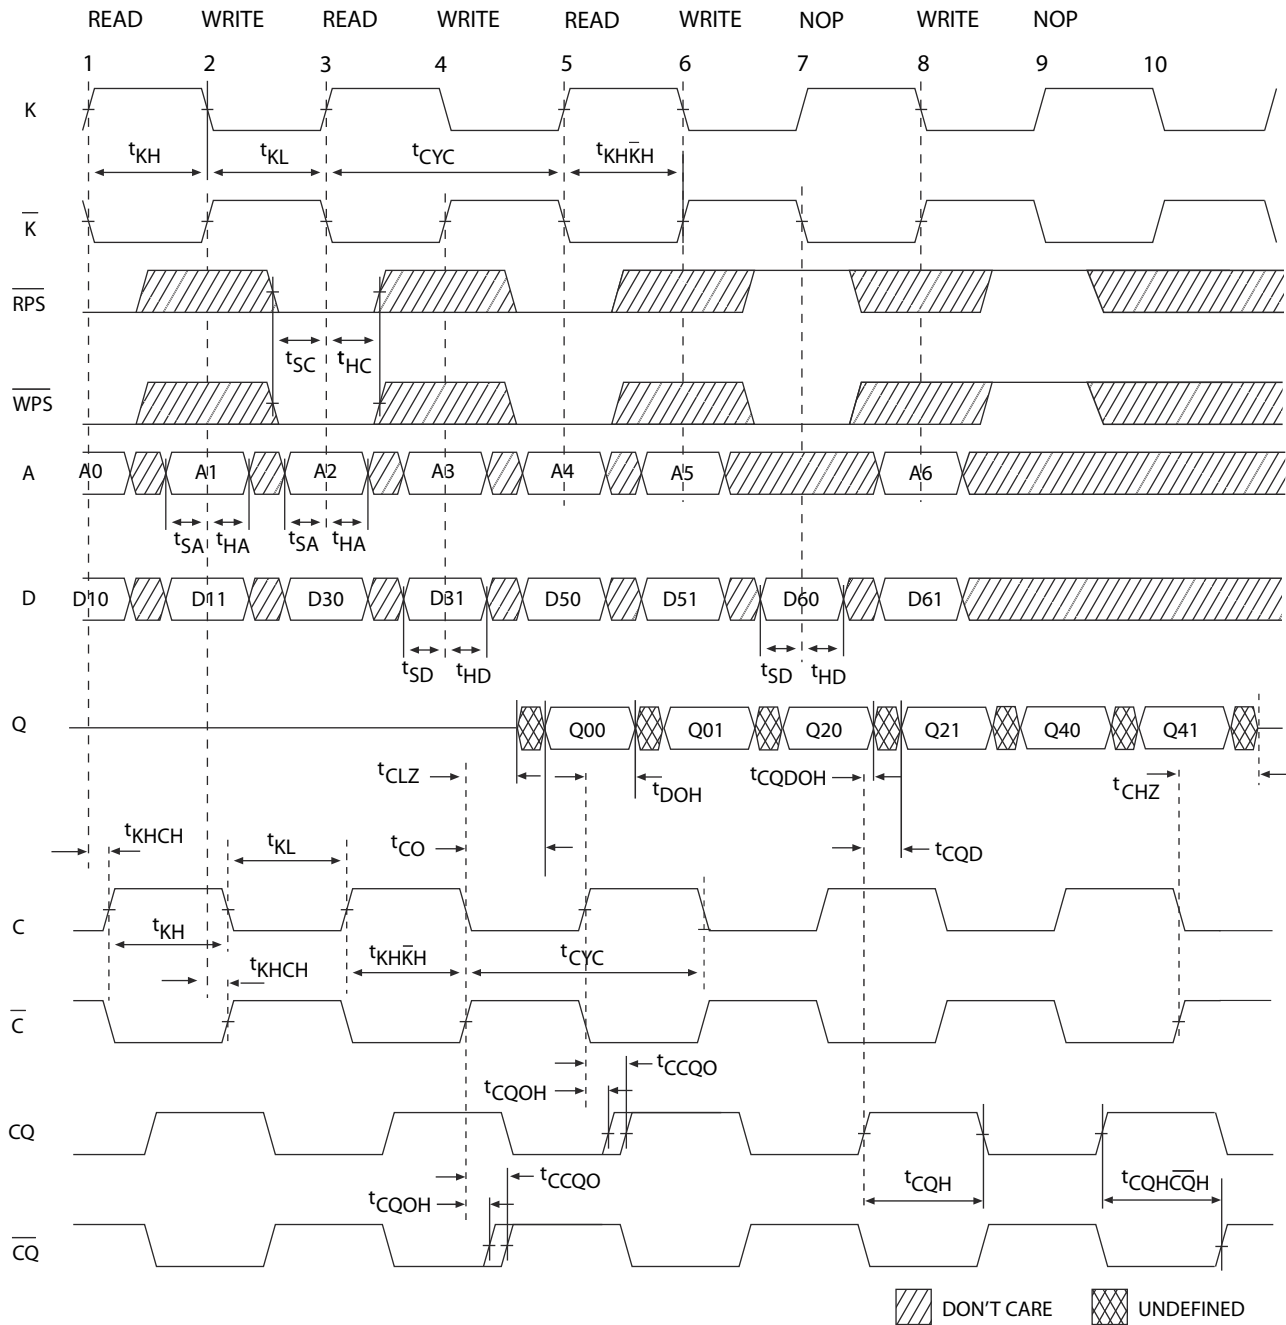 READ WRITE READ WRITE READ WRITE NOP WRITE NOP
1 2 3 4 5 6 7 8 9 10
K
tKH tKL tCYC tKHK̅H
K̅
R̅P̅S̅
tSC tHC
W̅P̅S̅
A A0 A1 A2 A3 A4 A5 A6
tSA tHA tSA tHA
D D10 D11 D30 D31 D50 D51 D60 D61
tSD tHD tSD tHD
Q Q00 Q01 Q20 Q21 Q40 Q41
tCLZ tDOH tCQDOH tCHZ
tKHCH tKL tCO tCQD
C
tKH tKHK̅H tCYC
tKHCH
C̅
tCCQO
tCQOH
CQ
tCCQO tCQH tCQHC̅Q̅H
tCQOH
C̅Q̅
DON'T CARE UNDEFINED